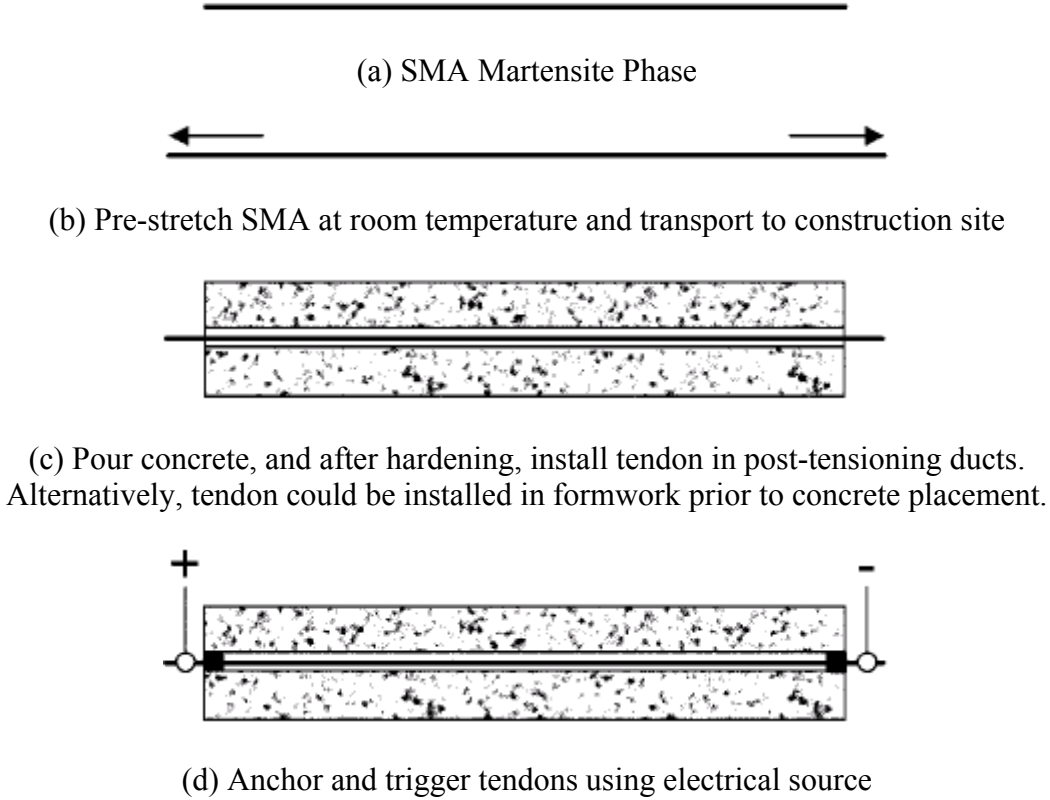 (a) SMA Martensite Phase
(b) Pre-stretch SMA at room temperature and transport to construction site
(c) Pour concrete, and after hardening, install tendon in post-tensioning ducts.
Alternatively, tendon could be installed in formwork prior to concrete placement.
+ -
(d) Anchor and trigger tendons using electrical source